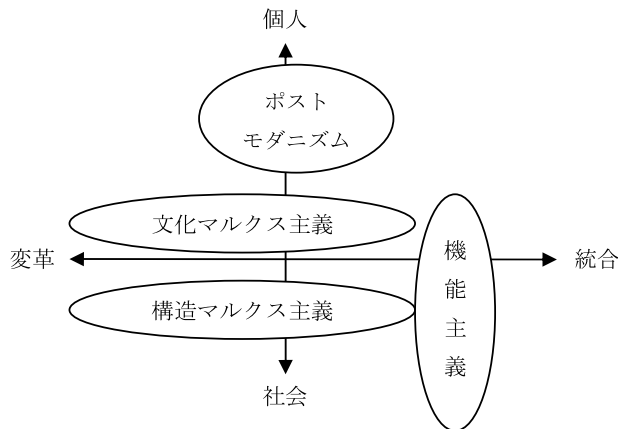 個人
ポスト
モダニズム
文化マルクス主義
変革
統合
機
能
主
義
構造マルクス主義
社会